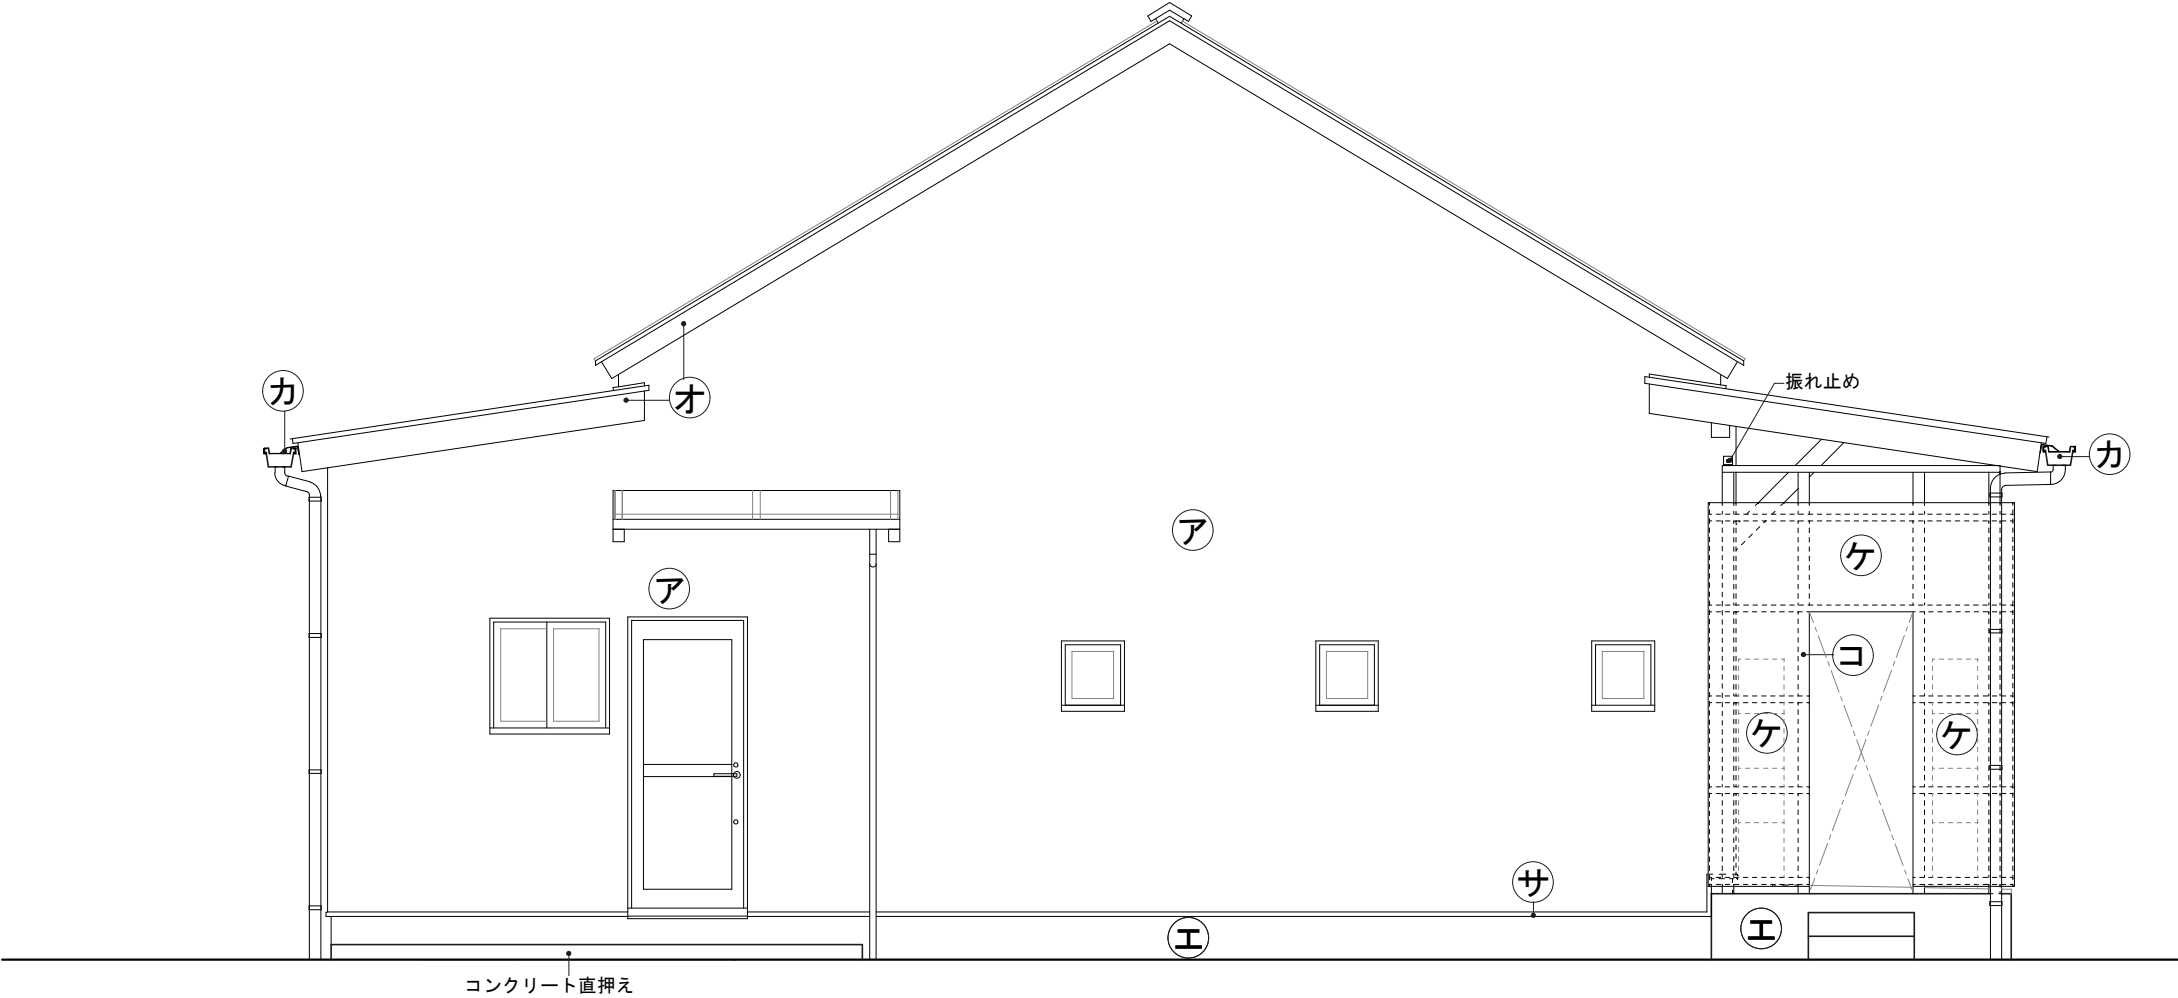 カ
オ
振れ止め
カ
ア
ケ
ア
コ
ケ
ケ
サ
エ
エ
コンクリート直押え